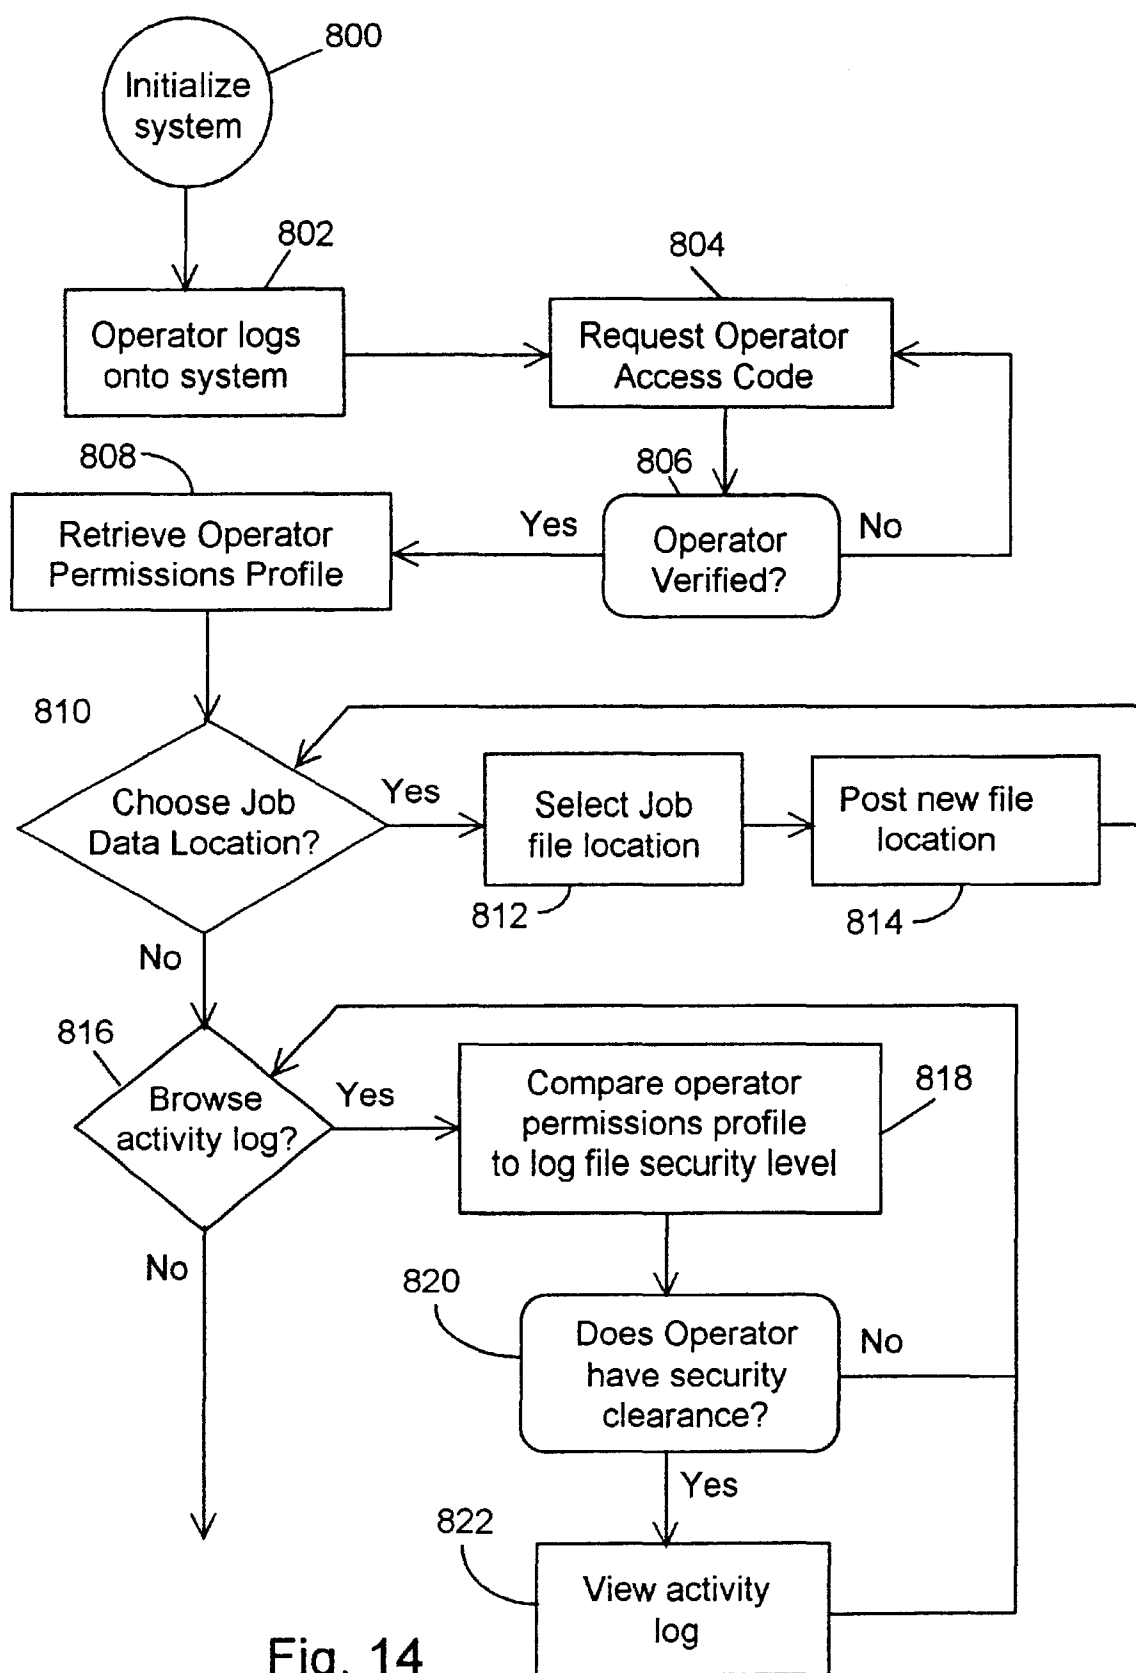 800
Initialize
system
802
Operator logs
onto system
804
Request Operator
Access Code
806
Operator
Verified?
Yes
No
808
Retrieve Operator
Permissions Profile
810
Choose Job
Data Location?
Yes
Select Job
file location
812
Post new file
location
814
No
816
Browse
activity log?
Yes
Compare operator
permissions profile
to log file security level
818
No
820
Does Operator
have security
clearance?
No
Yes
822
View activity
log
Fig. 14